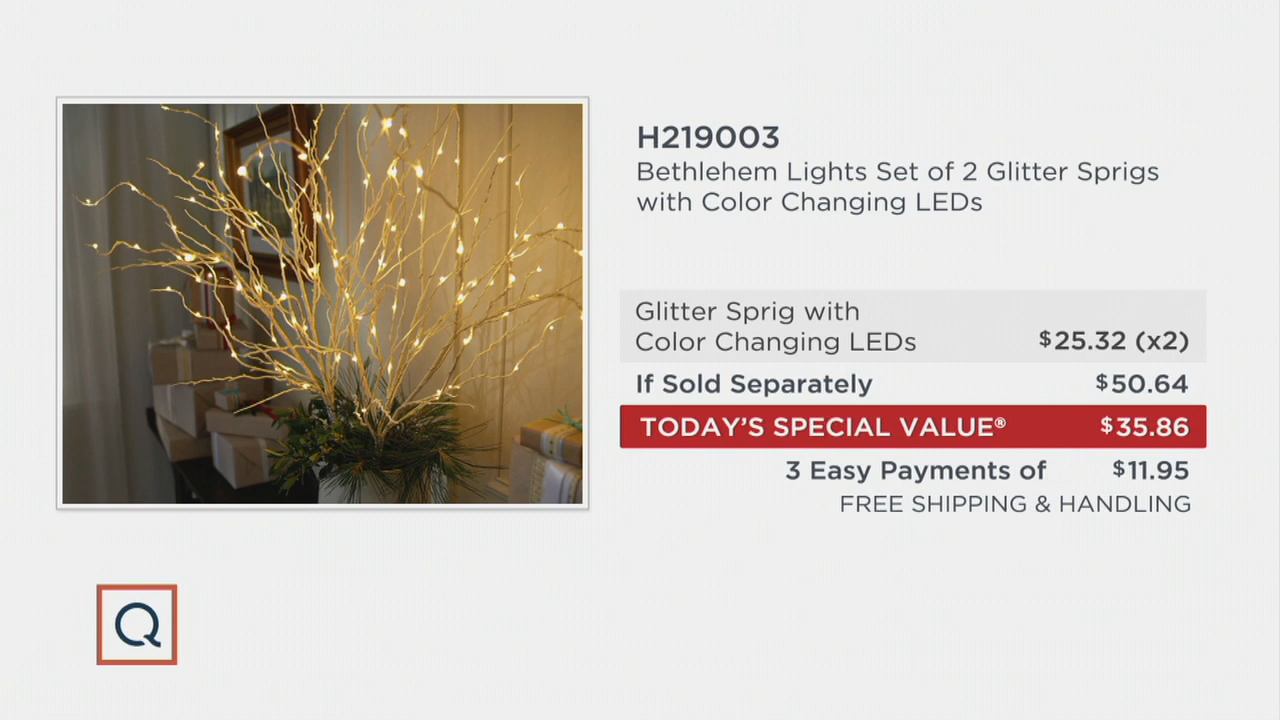 H219003
Bethlehem Lights Set of 2 Glitter Sprigs
with Color Changing LEDs
Glitter Sprig with
Color Changing LEDs $25.32 (x2)
If Sold Separately $50.64
TODAY'S SPECIAL VALUE® $35.86
3 Easy Payments of $11.95
FREE SHIPPING & HANDLING
Q